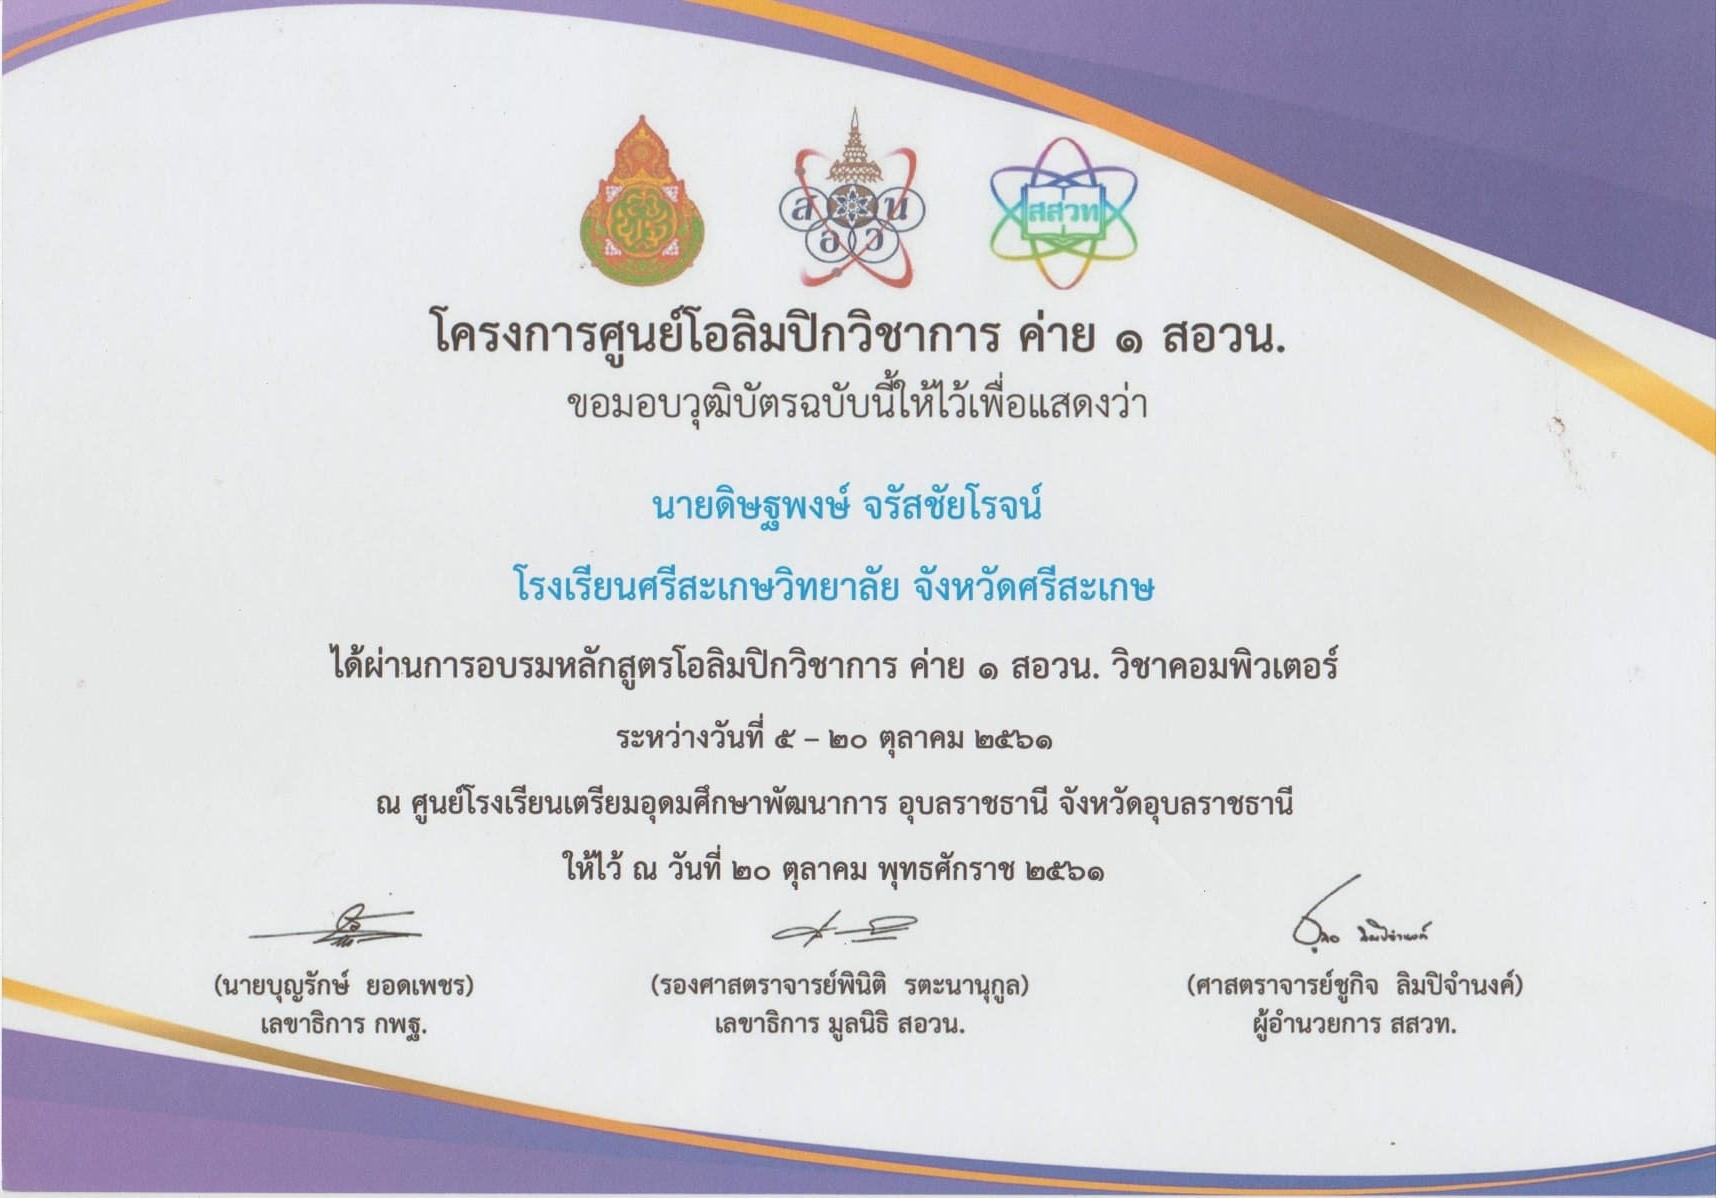 ส อ ว น
สสวท
โครงการศูนย์โอลิมปิกวิชาการ ค่าย ๑ สอวน.
ขอมอบวุฒิบัตรฉบับนี้ให้ไว้เพื่อแสดงว่า
นายดิษฐพงษ์ จรัสชัยโรจน์
โรงเรียนศรีสะเกษวิทยาลัย จังหวัดศรีสะเกษ
ได้ผ่านการอบรมหลักสูตรโอลิมปิกวิชาการ ค่าย ๑ สอวน. วิชาคอมพิวเตอร์
ระหว่างวันที่ ๕ – ๒๐ ตุลาคม ๒๕๖๑
ณ ศูนย์โรงเรียนเตรียมอุดมศึกษาพัฒนาการ อุบลราชธานี จังหวัดอุบลราชธานี
ให้ไว้ ณ วันที่ ๒๐ ตุลาคม พุทธศักราช ๒๕๖๑
(นายบุญรักษ์ ยอดเพชร) (รองศาสตราจารย์พินิติ รตะนานุกูล) (ศาสตราจารย์ชูกิจ ลิมปิจำนงค์)
เลขาธิการ กพฐ. เลขาธิการ มูลนิธิ สอวน. ผู้อำนวยการ สสวท.